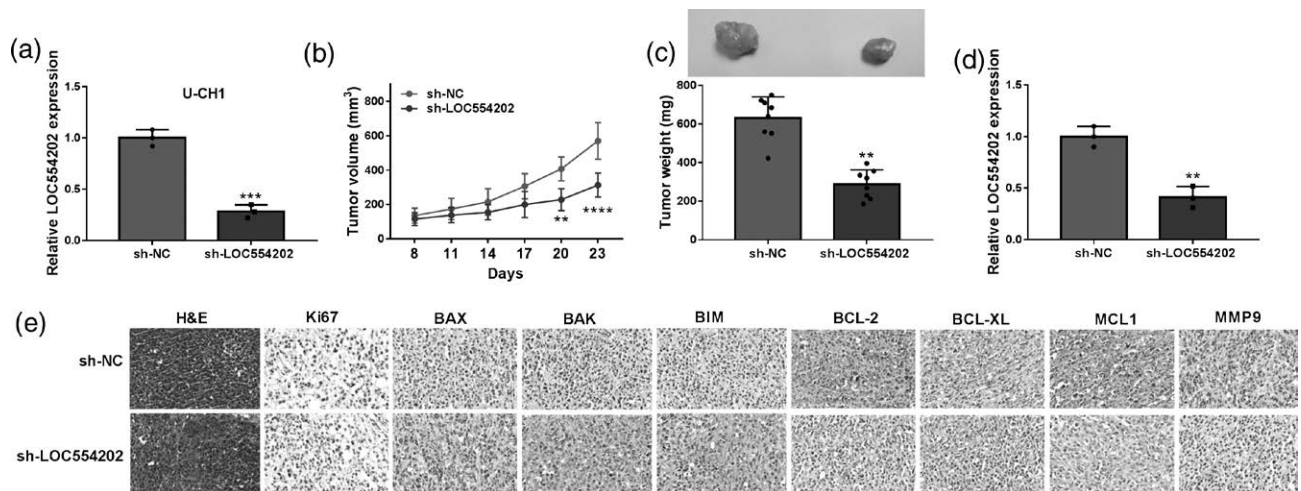 (a)
Relative LOC554202 expression
U-CH1
1.5
1.0
0.5
0.0
***
sh-NC sh-LOC554202
(b)
Tumor volume (mm³)
sh-NC
sh-LOC554202
800
600
400
200
0
**
****
8 11 14 17 20 23
Days
(c)
Tumor weight (mg)
800
600
400
200
0
**
sh-NC sh-LOC554202
(d)
Relative LOC554202 expression
1.5
1.0
0.5
0.0
**
sh-NC sh-LOC554202
(e)
H&E Ki67 BAX BAK BIM BCL-2 BCL-XL MCL1 MMP9
sh-NC
sh-LOC554202